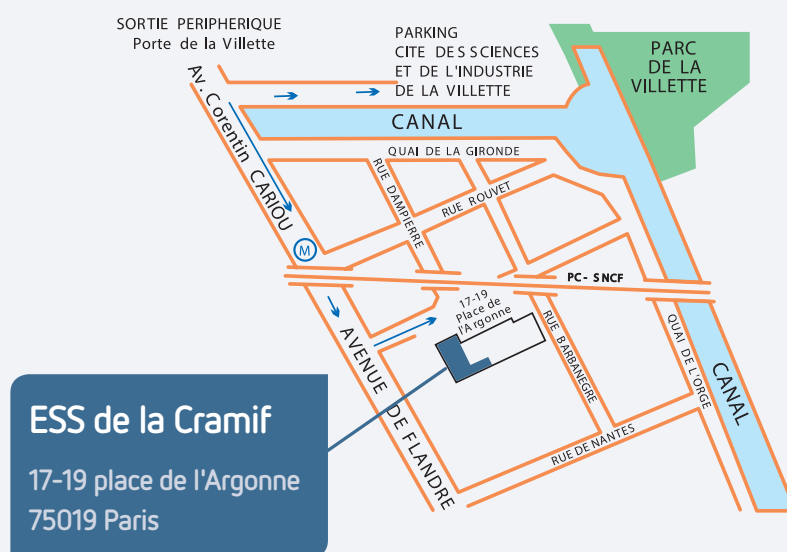 SORTIE PERIPHERIQUE
Porte de la Villette
PARKING
CITE DES SCIENCES
ET DE L'INDUSTRIE
DE LA VILLETTE
PARC
DE LA
VILLETTE
Av. Corentin CARIOU
CANAL
QUAI DE LA GIRONDE
RUE DAMPIERRE
RUE ROUVET
M
PC- SNCF
17-19
Place de
l'Argonne
AVENUE DE FLANDRE
RUE BARBANEGRE
QUAI DE L'ORGE
CANAL
RUE DE NANTES
ESS de la Cramif
17-19 place de l'Argonne
75019 Paris